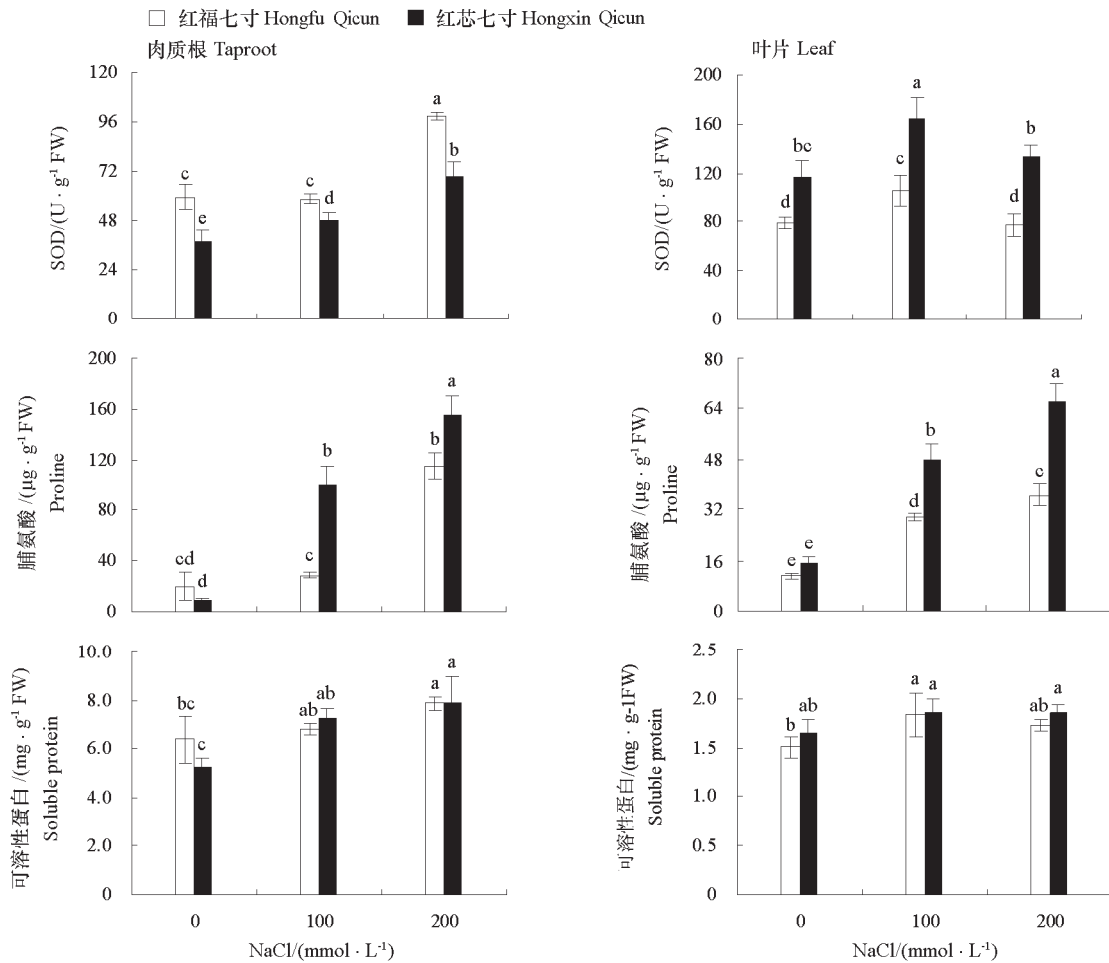 红福七寸 Hongfu Qicun 红芯七寸 Hongxin Qicun
肉质根 Taproot
120
96
72
48
24
0
SOD/(U · g-1 FW)
c
e
c
d
a
b
叶片 Leaf
200
160
120
80
40
0
SOD/(U · g-1 FW)
d
bc
c
a
d
b
200
160
120
80
40
0
脯氨酸 /(μg · g-1 FW)
Proline
cd
d
c
b
b
a
80
64
48
32
16
0
脯氨酸 /(μg · g-1 FW)
Proline
e
e
d
b
c
a
10.0
8.0
6.0
4.0
2.0
0
可溶性蛋白 /(mg · g-1 FW)
Soluble protein
bc
c
ab
ab
a
a
0 100 200
NaCl/(mmol · L-1)
2.5
2.0
1.5
1.0
0.5
0
可溶性蛋白/(mg · g-1FW)
Soluble protein
b
ab
a
a
ab
a
0 100 200
NaCl/(mmol · L-1)